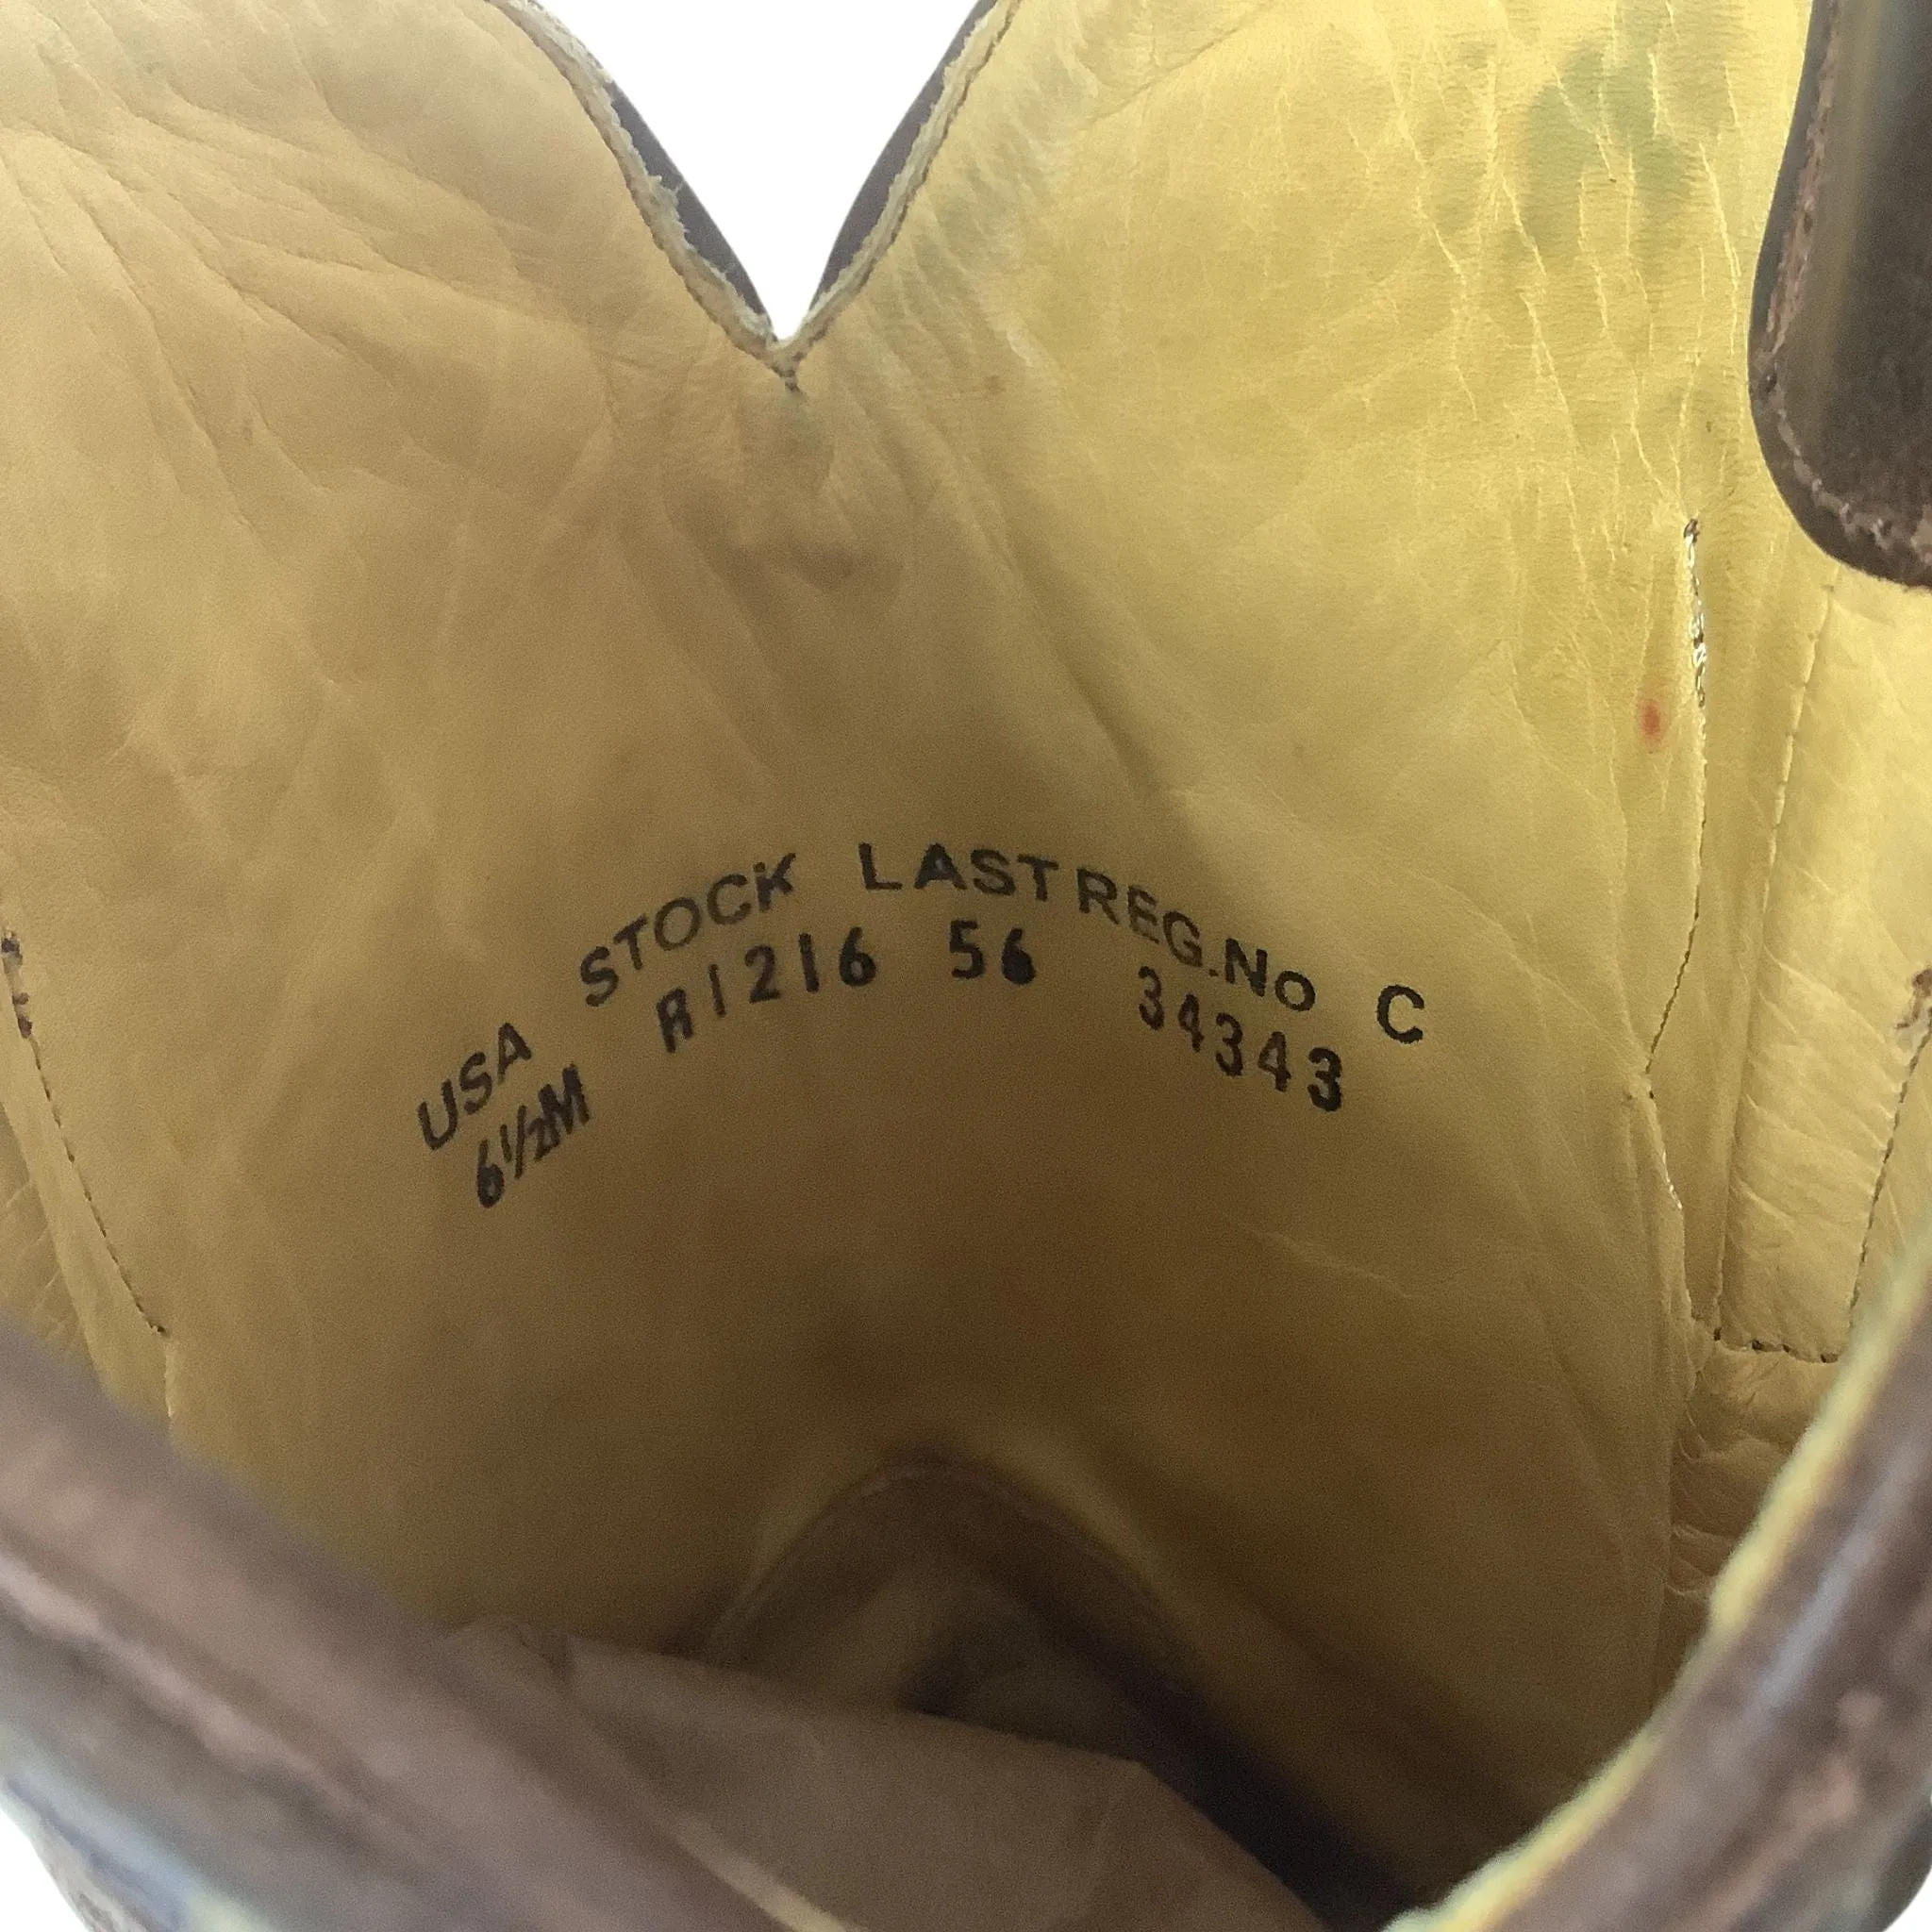 USA STOCK LAST REG.No C
6½M R1216 56 34343